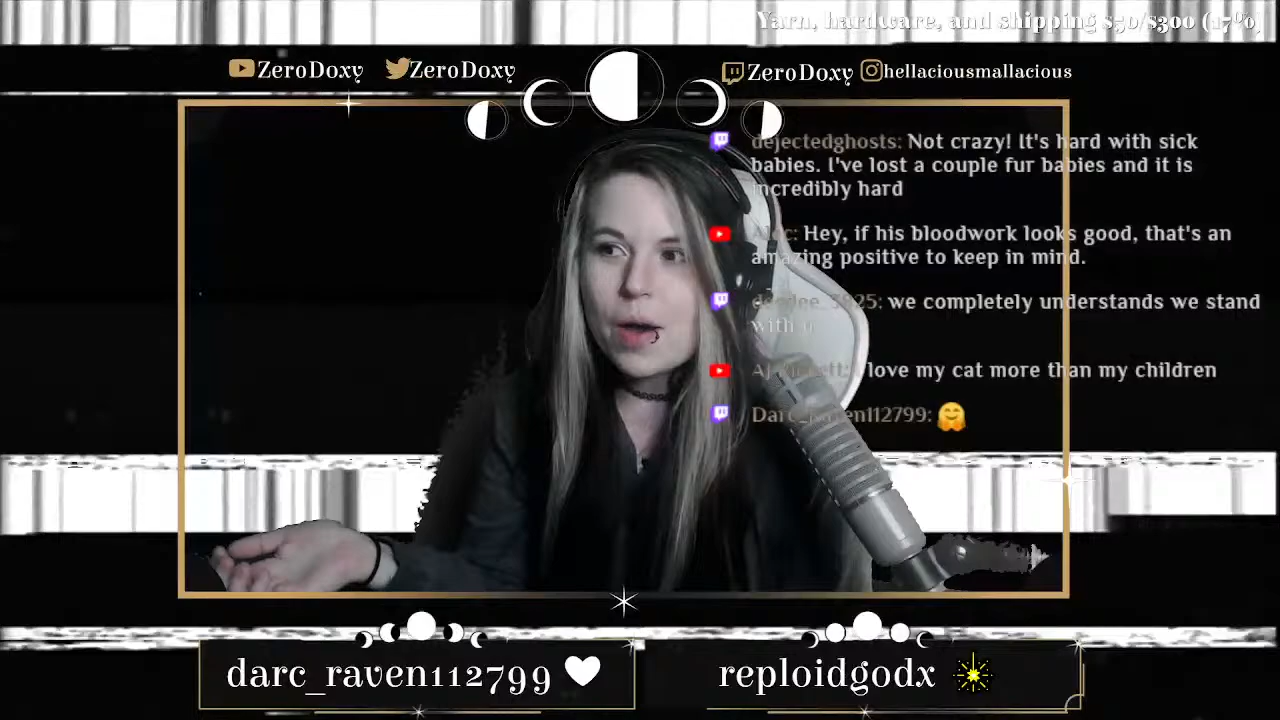 Yarn, hardware, and shipping $50/$300 (17%
ZeroDoxy
ZeroDoxy
ZeroDoxy
hellaciousmallacious
dejectedghosts: Not crazy! It's hard with sick
babies. I've lost a couple fur babies and it is
incredibly hard
Hey, if his bloodwork looks good, that's an
amazing positive to keep in mind.
we completely understands we stand
with u
love my cat more than my children
Darc_raven112799: 🤗
darc_raven112799
reploidgodx